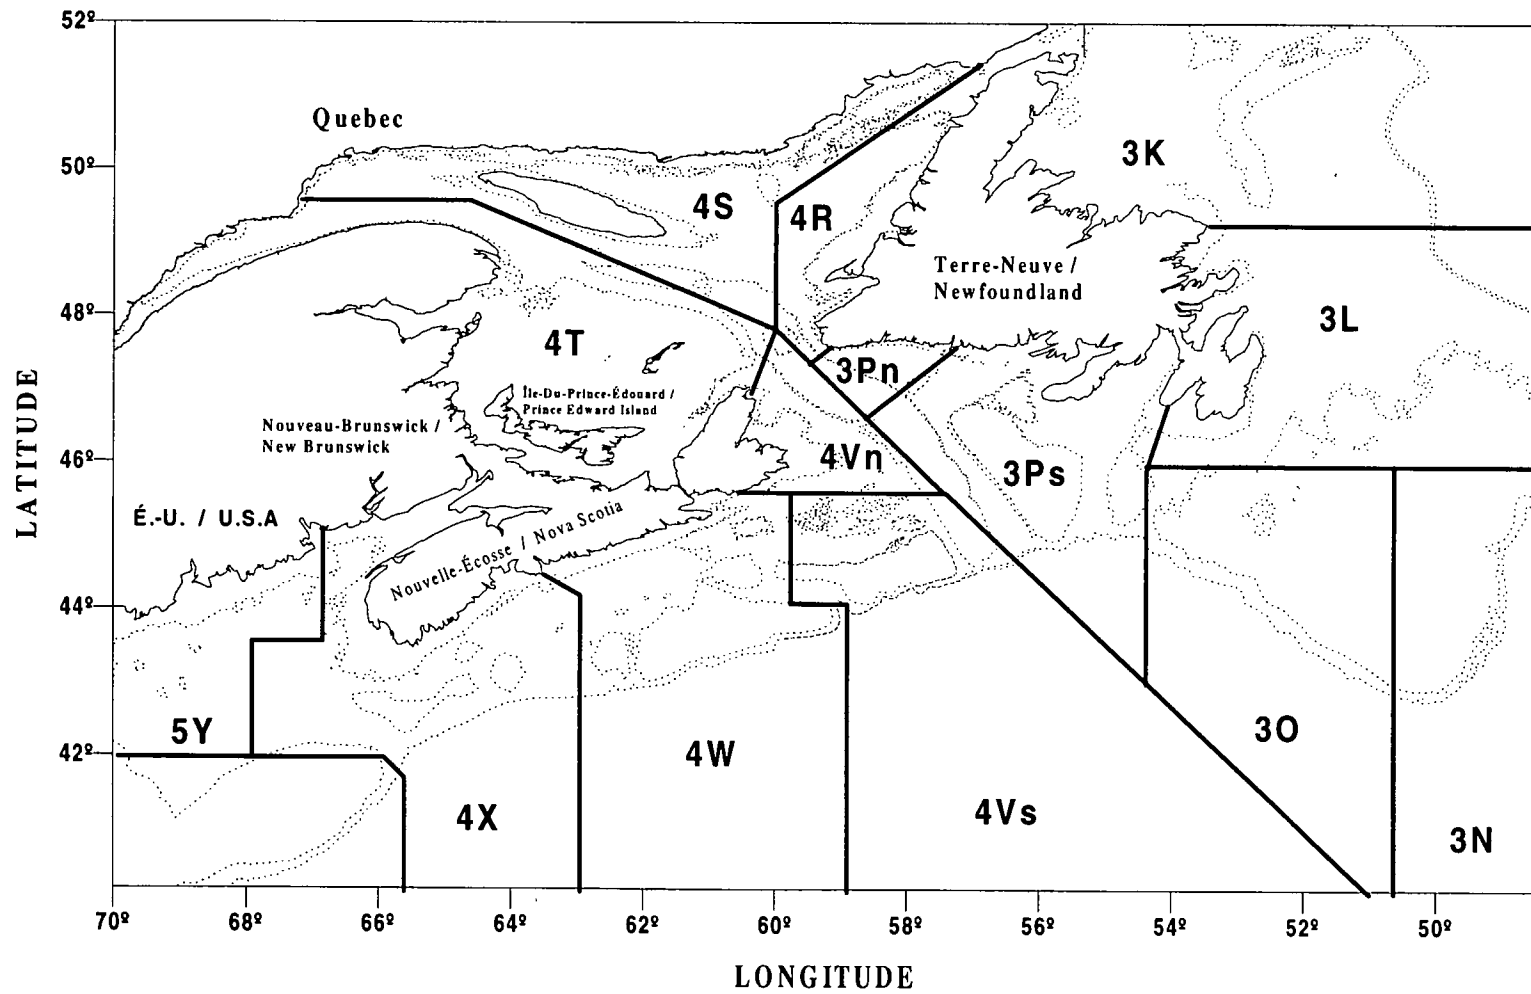 52º
Quebec
50º
3K
4S
4R
Terre-Neuve /
Newfoundland
48º
3L
4T
3Pn
Île-Du-Prince-Édouard /
Prince Edward Island
Nouveau-Brunswick /
New Brunswick
46º
4Vn
3Ps
É.-U. / U.S.A
Nouvelle-Écosse / Nova Scotia
44º
5Y
42º
4W
3O
4X
4Vs
3N
LATITUDE
70º
68º
66º
64º
62º
60º
58º
56º
54º
52º
50º
LONGITUDE